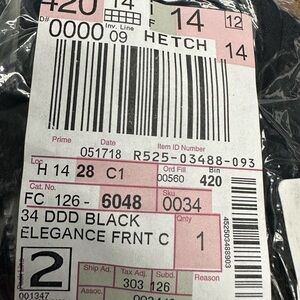 420 14 1 14 12
D# Inv. Line F
0000 09 HETCH 14
Prime Date Item ID Number
051718 R525-03488-093
Loc Ord Fill Bin
H 14 28 C1 00560 420
Cat. No. Sku
FC 126- 6048 0034
34 DDD BLACK Qnty
ELEGANCE FRNT C 1
Ship Ad. Tax Adj. Subd. Reason
2 303 126
001347 Assoc.